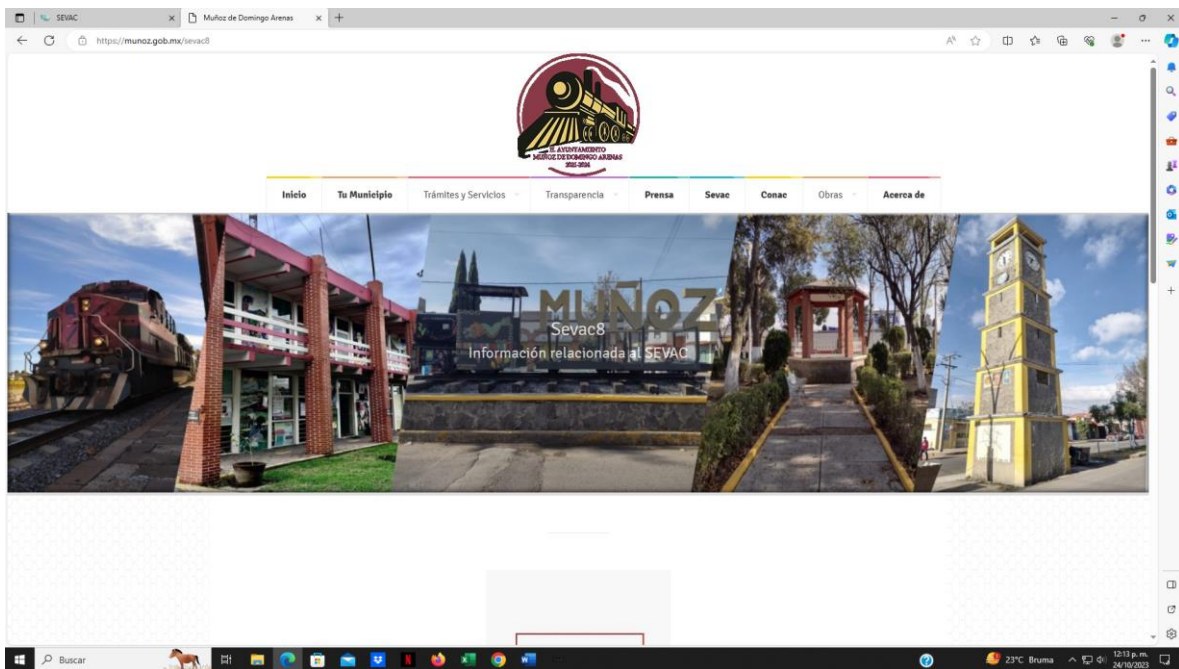 SEVAC
Muñoz de Domingo Arenas
https://munoz.gob.mx/sevac8
H. AYUNTAMIENTO
MUÑOZ DE DOMINGO ARENAS
2021-2024
Inicio Tu Municipio Trámites y Servicios Transparencia Prensa Sevac Conac Obras Acerca de
MUÑOZ
Sevac8
Información relacionada al SEVAC
Buscar
23°C Bruma
12:13 p. m.
24/10/2023